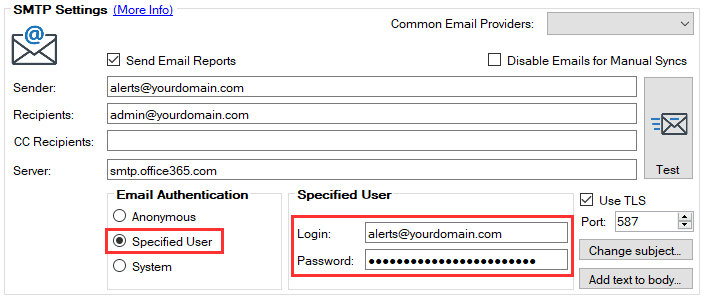 SMTP Settings (More Info)
Common Email Providers:
Send Email Reports
Disable Emails for Manual Syncs
Sender: alerts@yourdomain.com
Recipients: admin@yourdomain.com
CC Recipients:
Server: smtp.office365.com
Test
Email Authentication
Anonymous
Specified User
System
Specified User
Login: alerts@yourdomain.com
Password: ●●●●●●●●●●●●●●●●●●●●●●●●
Use TLS
Port: 587
Change subject...
Add text to body...